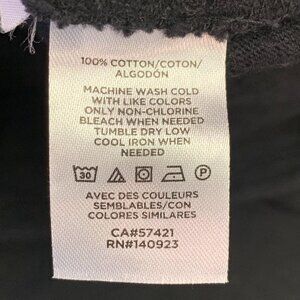 100% COTTON/COTON/
ALGODÓN
MACHINE WASH COLD
WITH LIKE COLORS
ONLY NON-CHLORINE
BLEACH WHEN NEEDED
TUMBLE DRY LOW
COOL IRON WHEN
NEEDED
30 P
AVEC DES COULEURS
SEMBLABLES/CON
COLORES SIMILARES
CA#57421
RN#140923